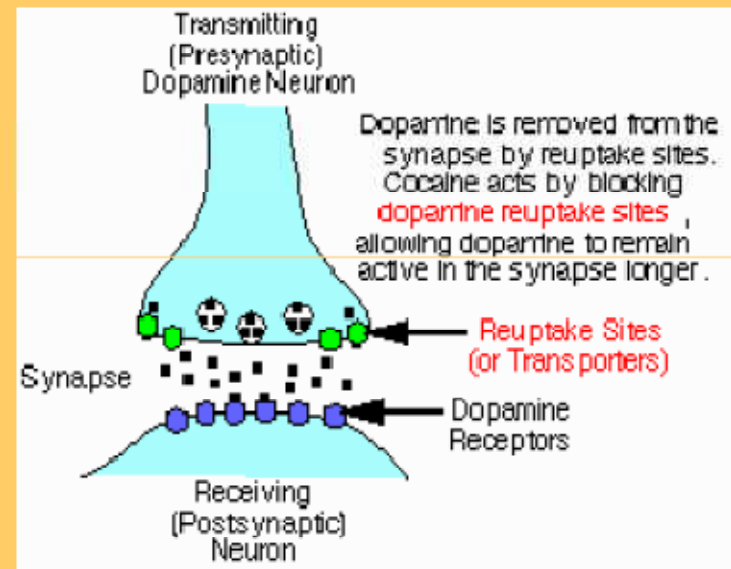 Transmitting
(Presynaptic)
Dopamine Neuron
Dopamine is removed from the
synapse by reuptake sites.
Cocaine acts by blocking
dopamine reuptake sites ,
allowing dopamine to remain
active in the synapse longer .
Reuptake Sites
(or Transporters)
Synapse
Dopamine
Receptors
Receiving
(Postsynaptic)
Neuron